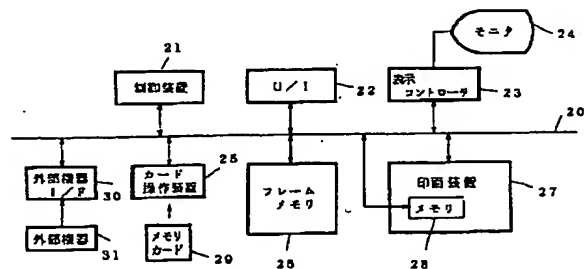 モニタ
24
21
制御装置
U/I
22
表示
コントローラ
23
20
外部機器
I/F
30
カード
操作装置
25
フレーム
メモリ
26
印画装置
メモリ
27
28
外部機器
31
メモリ
カード
29